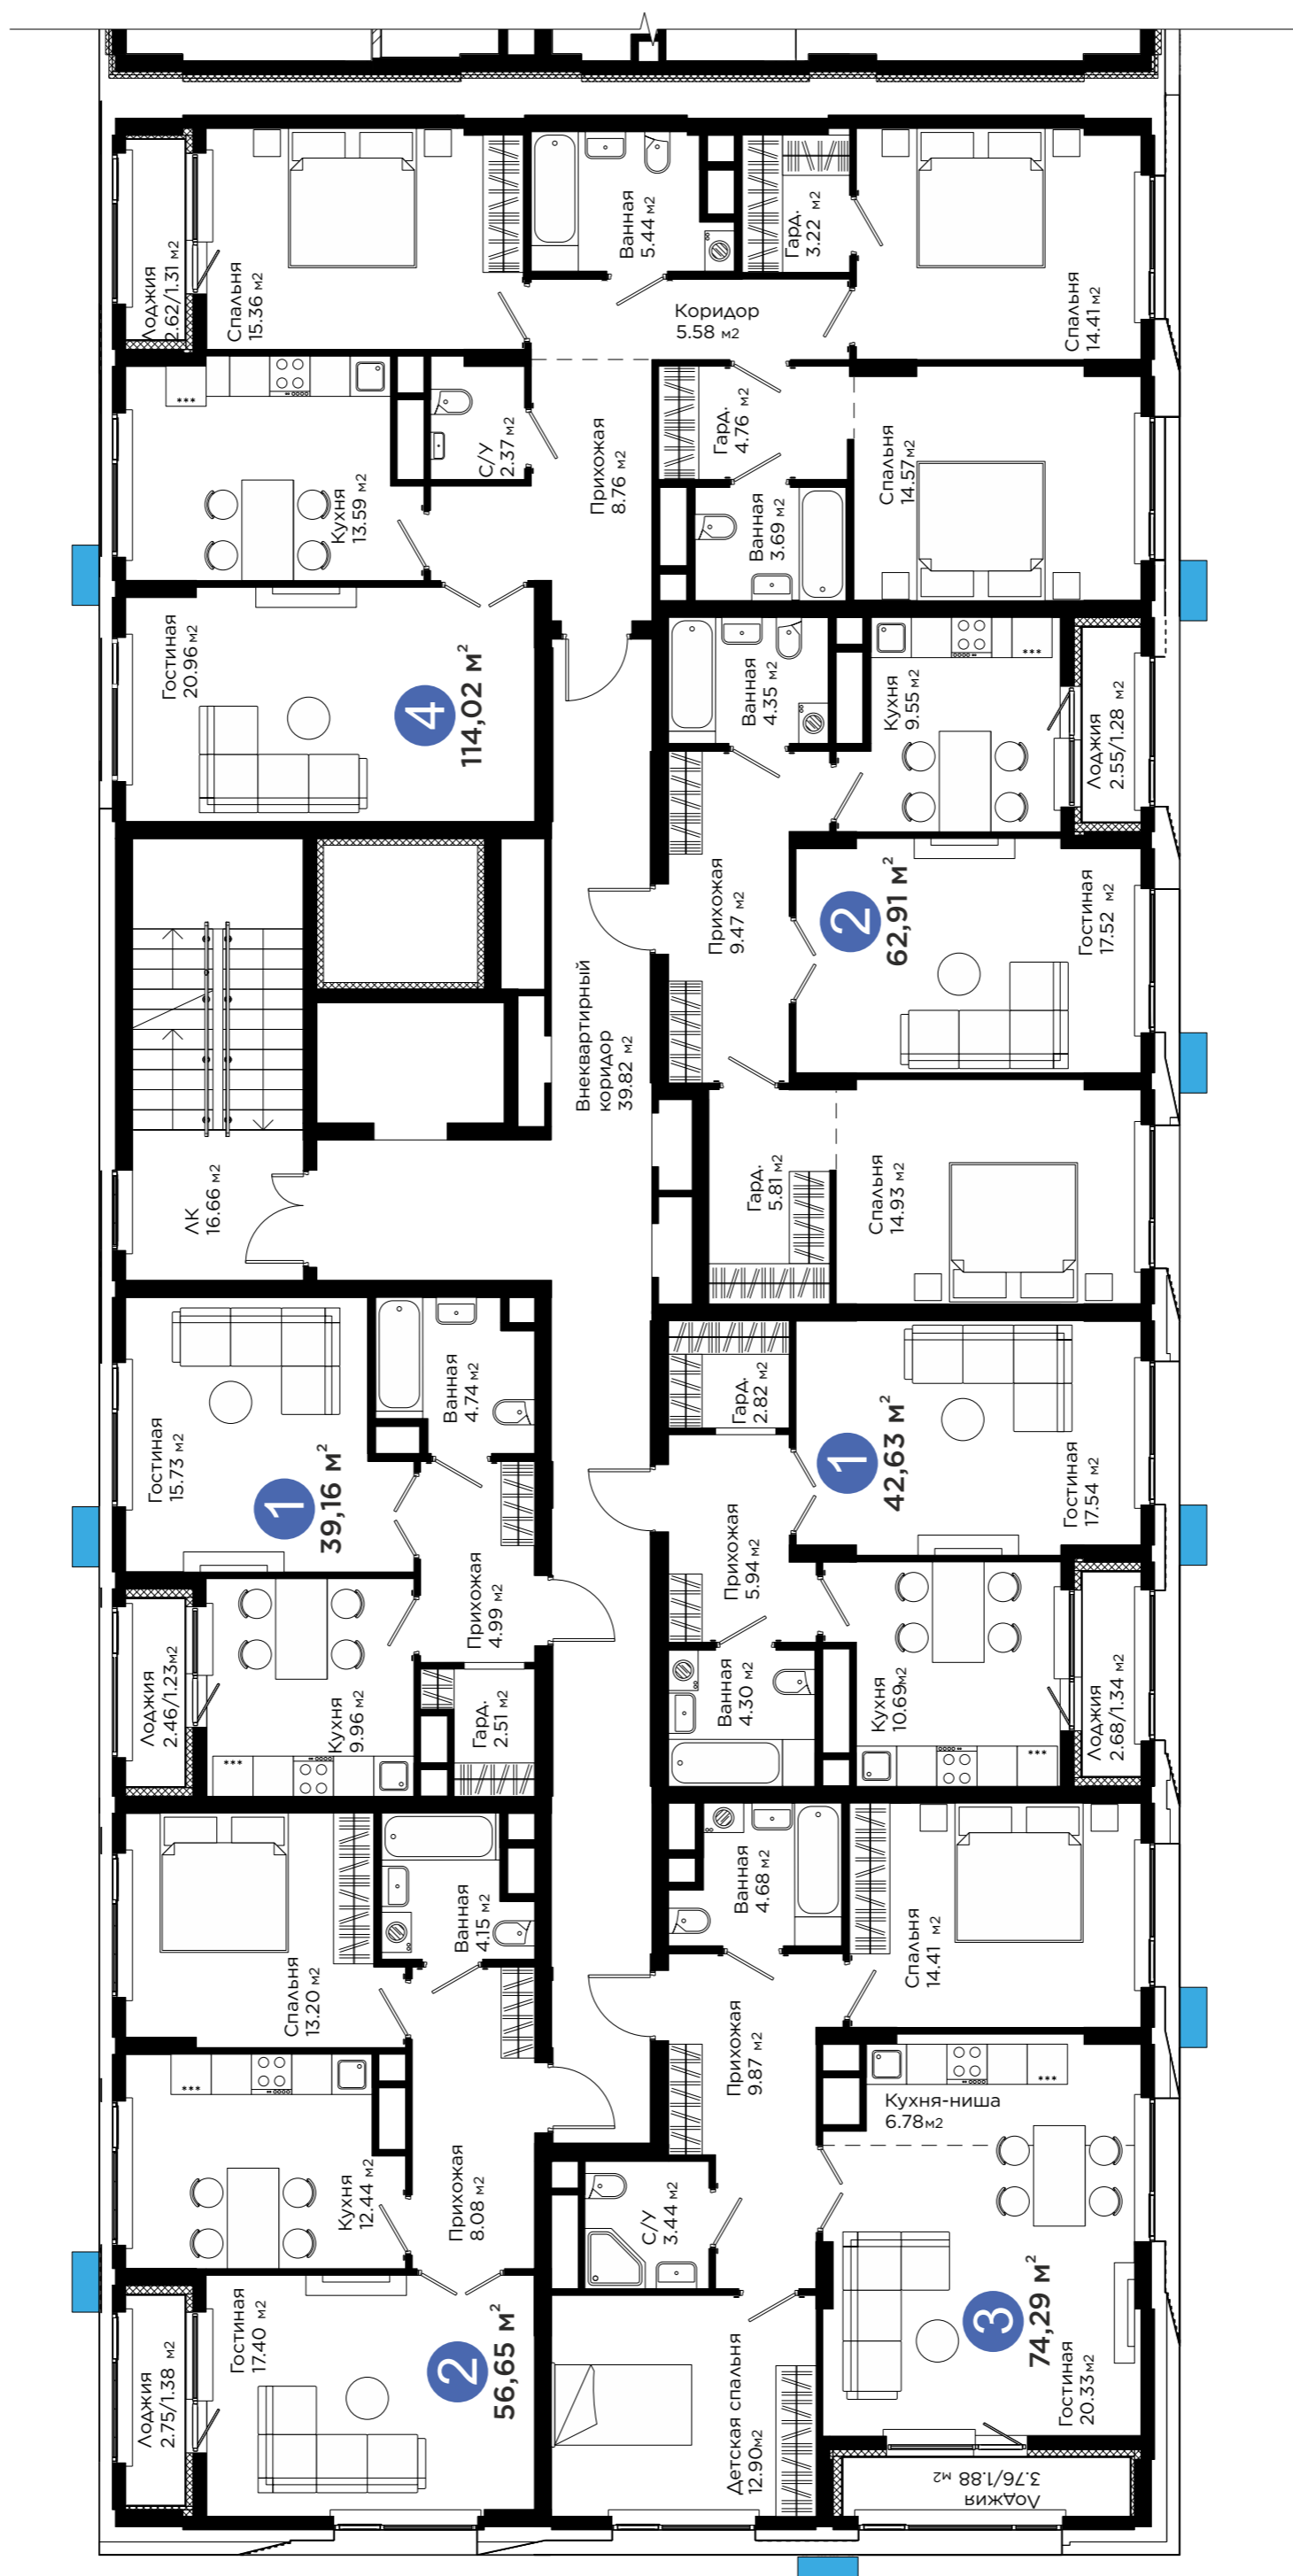 Лоджия
2.62/1.31 м2
Спальня
15.36 м2
Ванная
5.44 м2
Гард.
3.22 м2
Спальня
14.41 м2
Коридор
5.58 м2
Кухня
13.59 м2
С/У
2.37 м2
Прихожая
8.76 м2
Гард.
4.76 м2
Ванная
3.69 м2
Спальня
14.57 м2
Гостиная
20.96 м2
4
114,02 м²
Ванная
4.35 м2
Кухня
9.55 м2
Лоджия
2.55/1.28 м2
Прихожая
9.47 м2
2
62,91 м²
Гостиная
17.52 м2
Внеквартирный
коридор
39.82 м2
ЛК
16.66 м2
Гард.
5.81 м2
Спальня
14.93 м2
Гостиная
15.73 м2
1
39,16 м²
Ванная
4.74 м2
Гард.
2.82 м2
1
42,63 м²
Гостиная
17.54 м2
Прихожая
4.99 м2
Прихожая
5.94 м2
Лоджия
2.46/1.23 м2
Кухня
9.96 м2
Гард.
2.51 м2
Ванная
4.30 м2
Кухня
10.69 м2
Лоджия
2.68/1.34 м2
Спальня
13.20 м2
Ванная
4.15 м2
Ванная
4.68 м2
Спальня
14.41 м2
Прихожая
9.87 м2
Кухня-ниша
6.78 м2
Кухня
12.44 м2
Прихожая
8.08 м2
С/У
3.44 м2
Лоджия
2.75/1.38 м2
Гостиная
17.40 м2
2
56,65 м²
Детская спальня
12.90 м2
3
74,29 м²
Гостиная
20.33 м2
Лоджия
3.76/1.88 м2